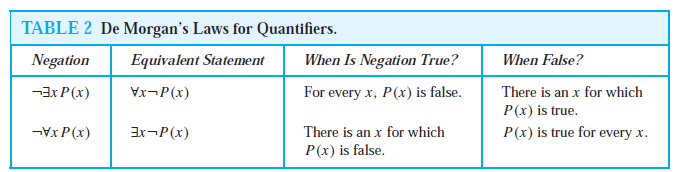 TABLE 2 De Morgan's Laws for Quantifiers.
Negation Equivalent Statement When Is Negation True? When False?
¬∃x P(x) ∀x¬P(x) For every x, P(x) is false. There is an x for which
P(x) is true.
¬∀x P(x) ∃x¬P(x) There is an x for which P(x) is true for every x.
P(x) is false.